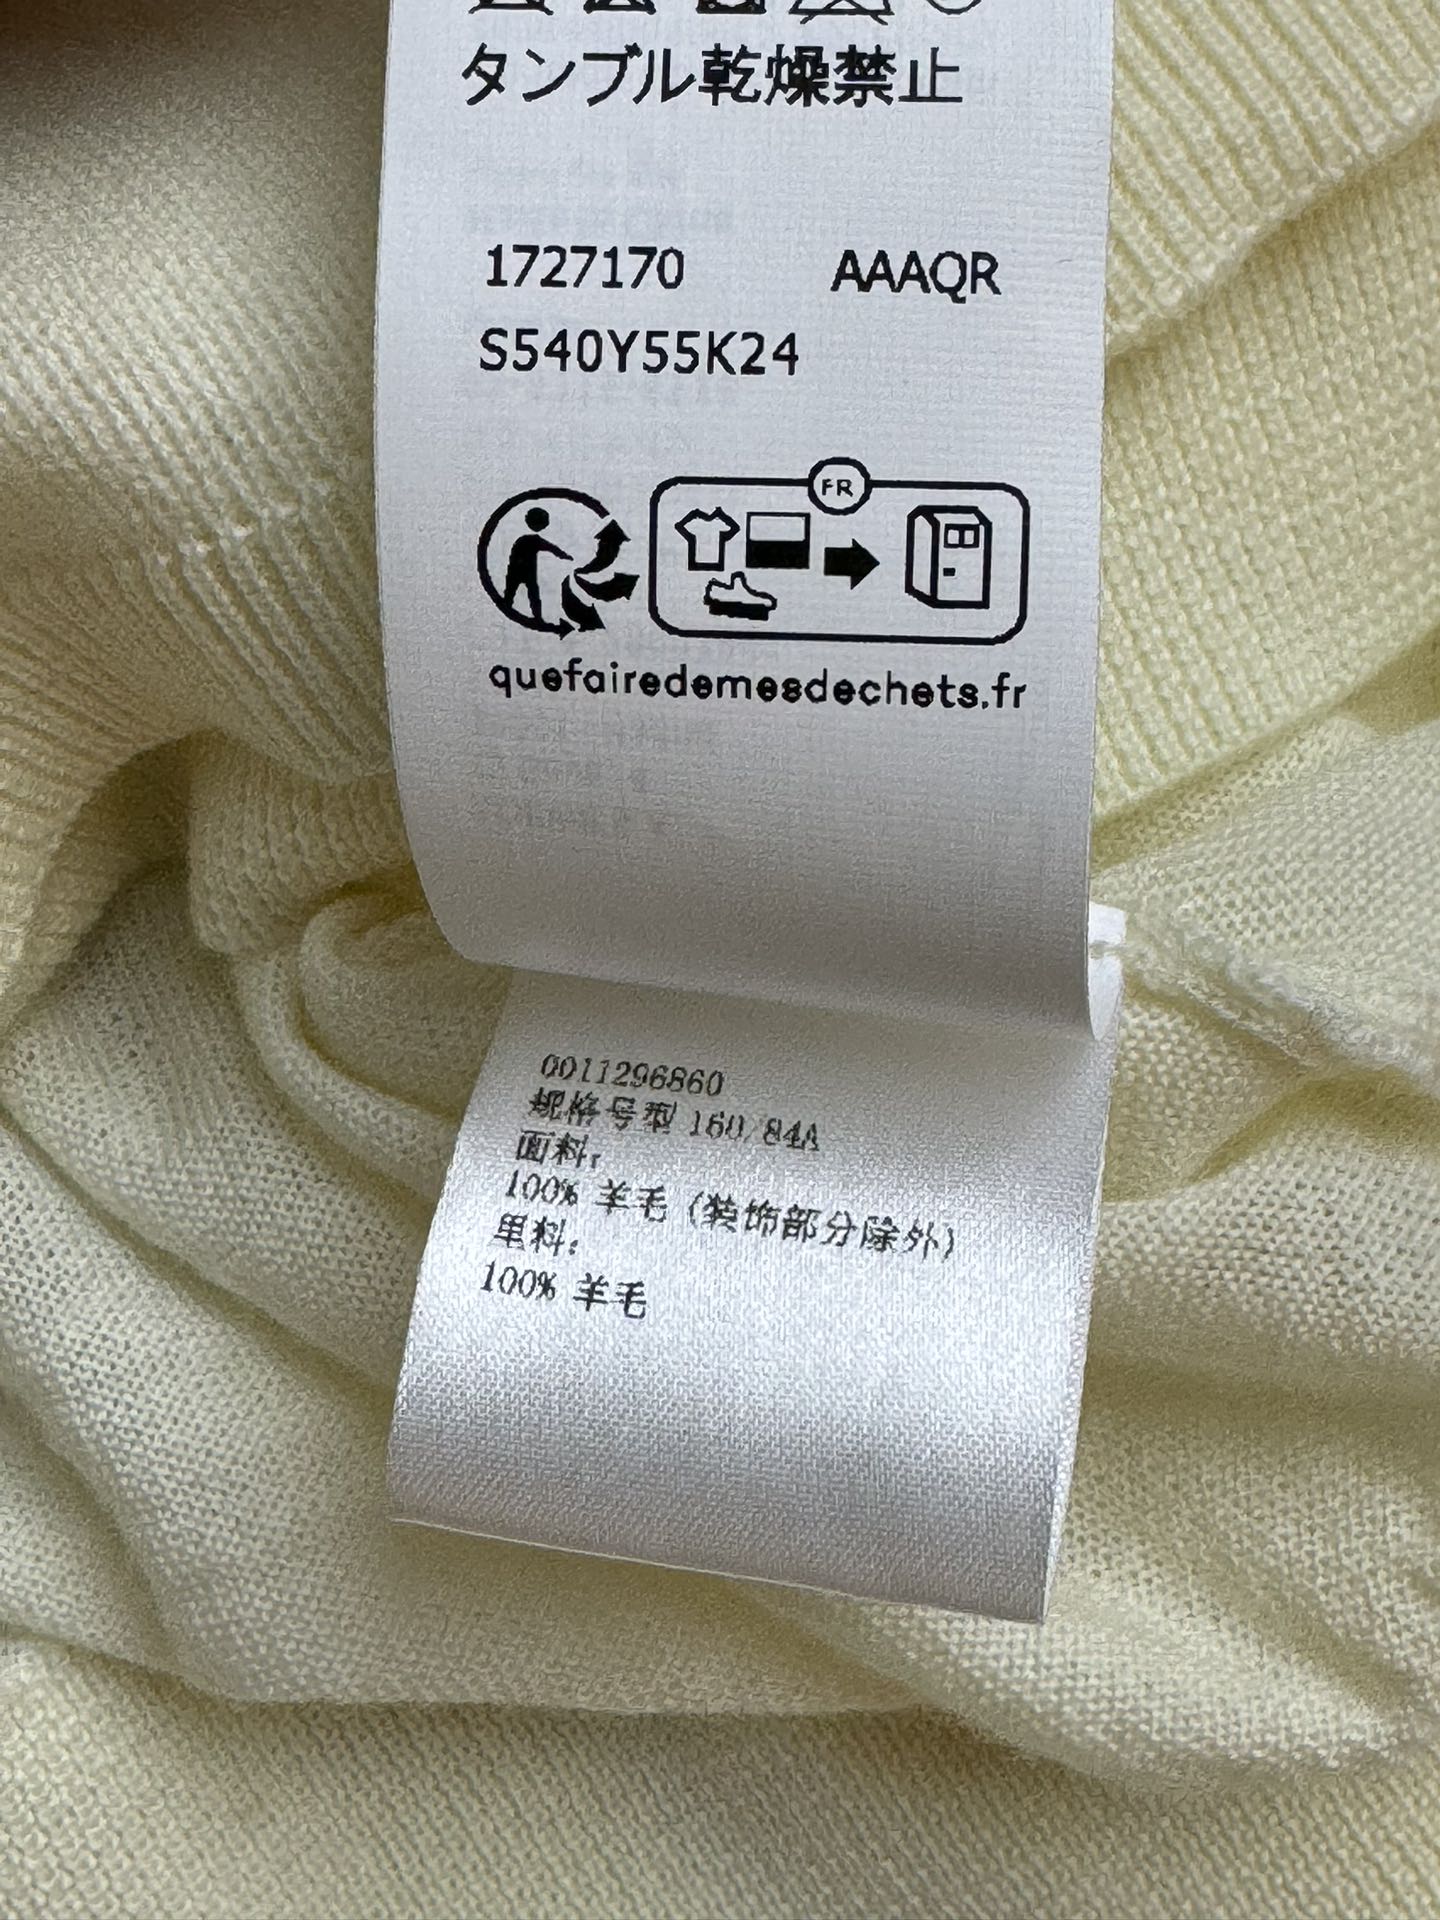 タンブル乾燥禁止
1727170 AAAQR
S540Y55K24
FR
quefairedemesdechets.fr
0011296860
规格号型 160/84A
面料:
100% 羊毛 (装饰部分除外)
里料:
100% 羊毛